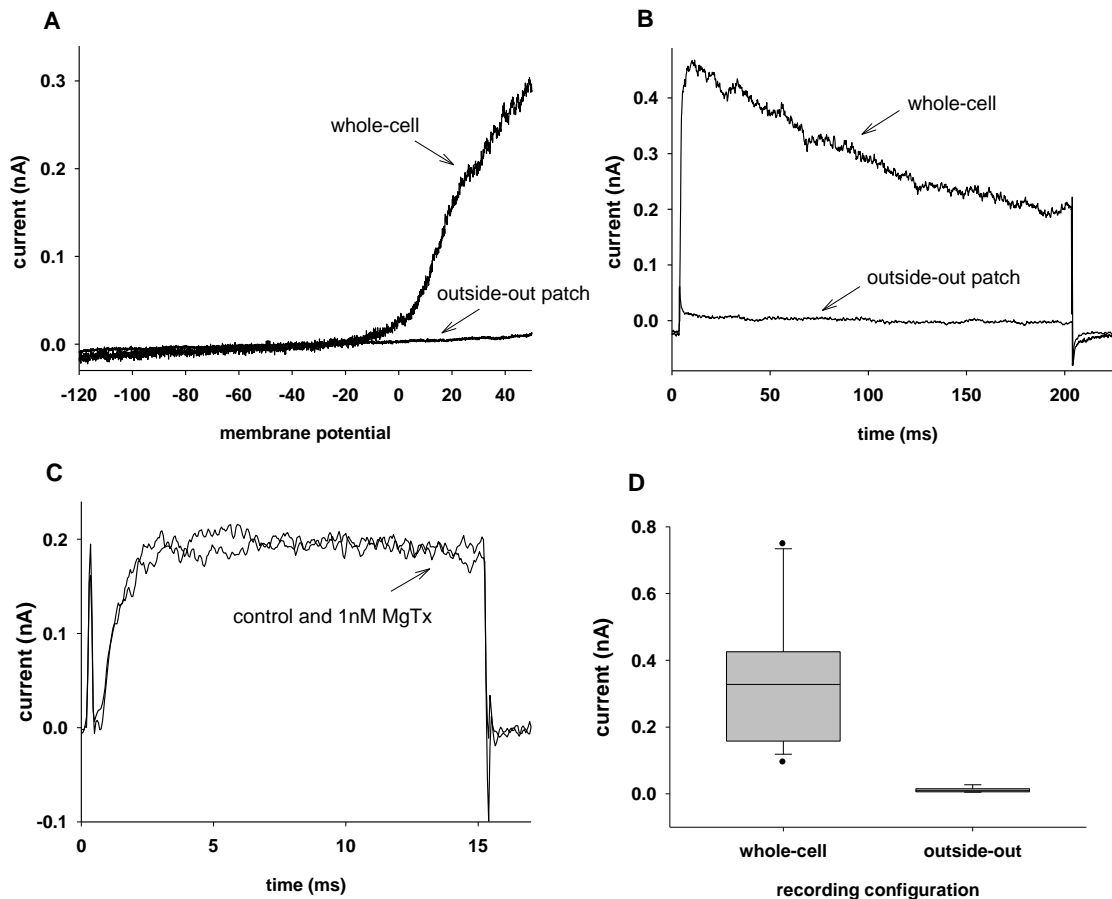 A
current (nA)
0.3
0.2
0.1
0.0
whole-cell
outside-out patch
-120 -100 -80 -60 -40 -20 0 20 40
membrane potential
B
current (nA)
0.4
0.3
0.2
0.4
0.0
whole-cell
outside-out patch
0 50 100 150 200
time (ms)
C
current (nA)
0.2
0.1
0.0
-0.1
control and 1nM MgTx
0 5 10 15
time (ms)
D
current (nA)
0.8
0.6
0.4
0.2
0.0
whole-cell outside-out
recording configuration